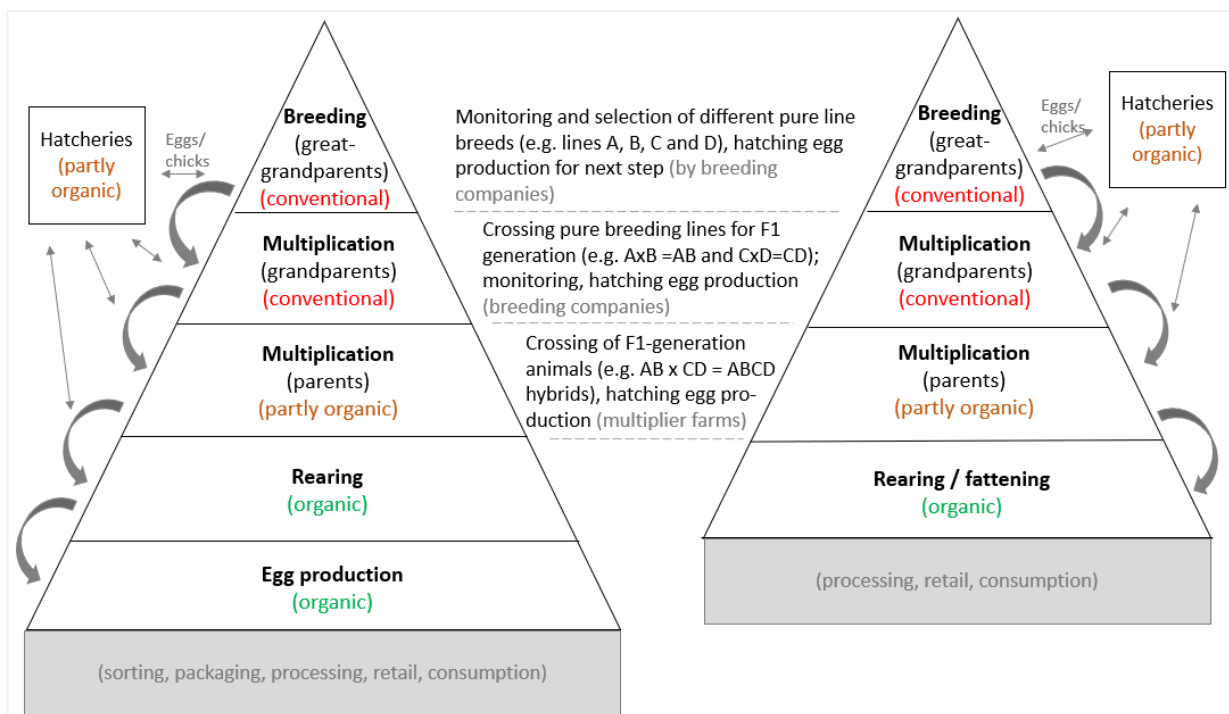 Hatcheries
(partly
organic)
Eggs/
chicks
Breeding
(great-
grandparents)
(conventional)
Multiplication
(grandparents)
(conventional)
Multiplication
(parents)
(partly organic)
Rearing
(organic)
Egg production
(organic)
(sorting, packaging, processing, retail, consumption)
Monitoring and selection of different pure line
breeds (e.g. lines A, B, C and D), hatching egg
production for next step (by breeding
companies)
Crossing pure breeding lines for F1
generation (e.g. AxB =AB and CxD=CD);
monitoring, hatching egg production
(breeding companies)
Crossing of F1-generation
animals (e.g. AB x CD = ABCD
hybrids), hatching egg pro-
duction (multiplier farms)
Breeding
(great-
grandparents)
(conventional)
Multiplication
(grandparents)
(conventional)
Multiplication
(parents)
(partly organic)
Rearing / fattening
(organic)
(processing, retail, consumption)
Eggs/
chicks
Hatcheries
(partly
organic)